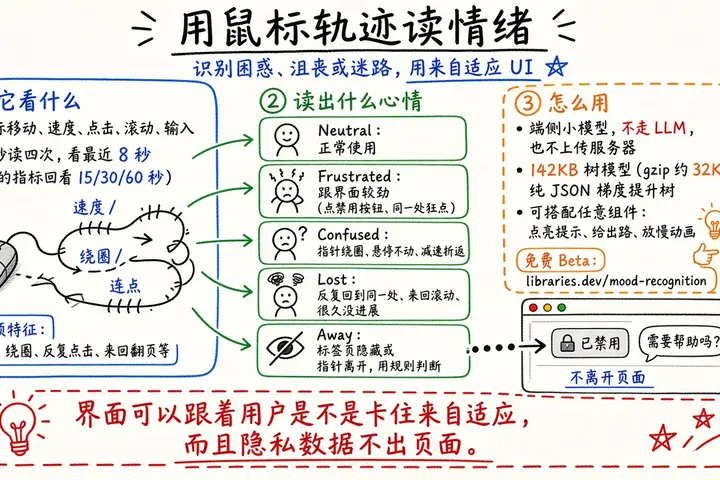 用鼠标轨迹读情绪
识别困惑、沮丧或迷路，用来自适应 UI
它看什么
标移动、速度、点击、滚动、输入
秒读四次，看最近 8 秒
的指标回看 15/30/60 秒）
速度 /
绕圈 /
连点
特征：
绕圈、反复点击、来回翻页等
② 读出什么心情
Neutral：
正常使用
Frustrated：
跟界面较劲
(点禁用按钮、同一处狂点)
Confused：
指针绕圈、悬停不动、减速折返
Lost：
反复回到同一处、来回滚动、
很久没进展
Away：
标签页隐藏或
指针离开，用规则判断
③ 怎么用
• 端侧小模型，不走 LLM，
也不上传服务器
• 142KB 树模型 (gzip 约 32K
纯 JSON 梯度提升树
• 可搭配任意组件：
点亮提示、给出路、放慢动画
免费 Beta：
libraries.dev/mood-recognition
已禁用
需要帮助吗？
不离开页面
界面可以跟着用户是不是卡住来自适应，
而且隐私数据不出页面。